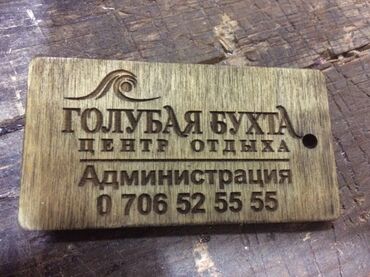 ГОЛУБАЯ БУХТА
ЦЕНТР ОТДЫХА
Администрация
0 706 52 55 55